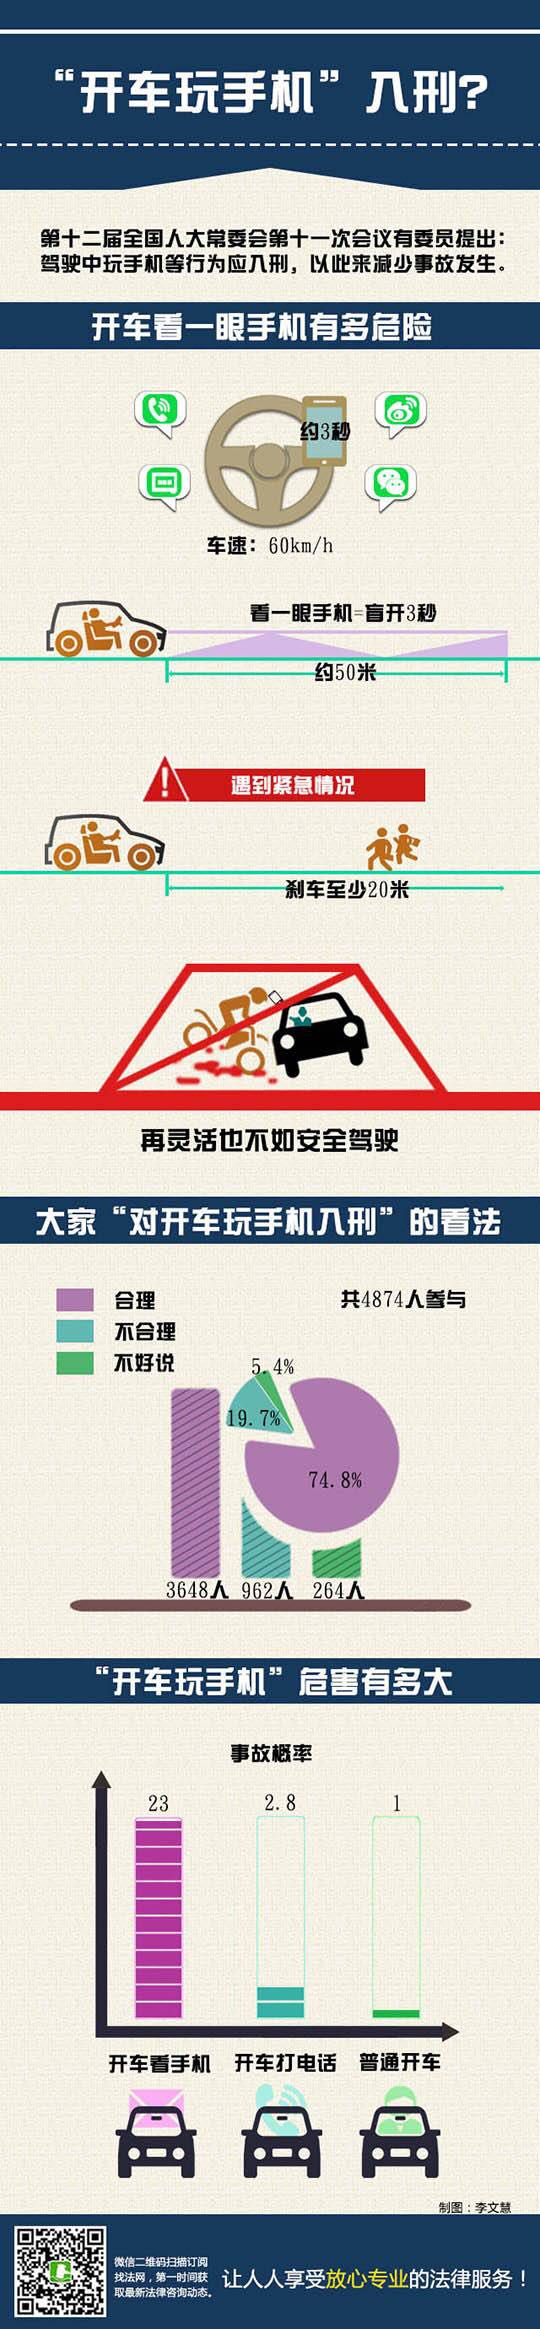 “开车玩手机”入刑?
第十二届全国人大常委会第十一次会议有委员提出：
驾驶中玩手机等行为应入刑，以此来减少事故发生。
开车看一眼手机有多危险
约3秒
车速：60km/h
看一眼手机=盲开3秒
约50米
!
遇到紧急情况
刹车至少20米
再灵活也不如安全驾驶
大家“对开车玩手机入刑”的看法
合理
共4874人参与
不合理
不好说
5.4%
19.7%
74.8%
3648人 962人 264人
“开车玩手机”危害有多大
事故概率
23 2.8 1
开车看手机 开车打电话 普通开车
制图：李文慧
微信二维码扫描订阅
找法网，第一时间获
取最新法律咨询动态。
让人人享受放心专业的法律服务！